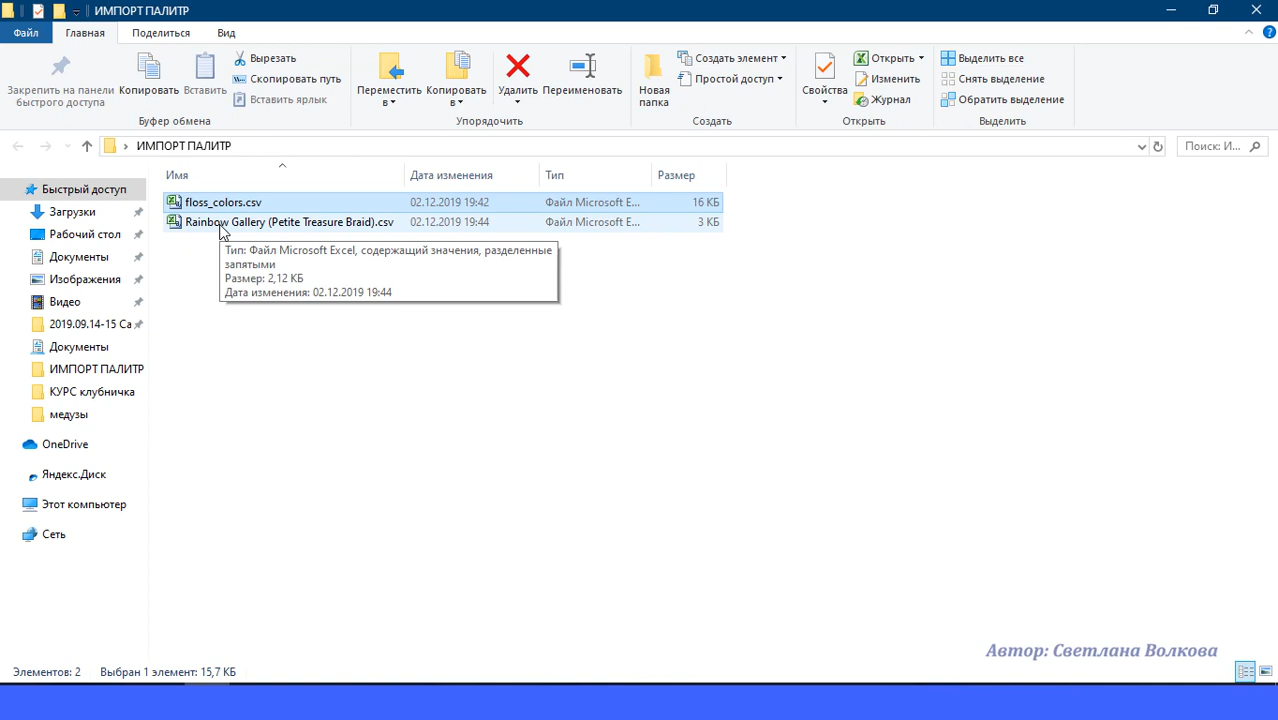 ИМПОРТ ПАЛИТР
Файл
Главная
Поделиться
Вид
Закрепить на панели
быстрого доступа
Копировать
Вставить
Вырезать
Скопировать путь
Вставить ярлык
Буфер обмена
Переместить
в
Копировать
в
Удалить
Переименовать
Упорядочить
Новая
папка
Создать элемент
Простой доступ
Создать
Свойства
Открыть
Изменить
Журнал
Открыть
Выделить все
Снять выделение
Обратить выделение
Выделить
ИМПОРТ ПАЛИТР
Поиск: И...
Имя
Дата изменения
Тип
Размер
floss_colors.csv 02.12.2019 19:42 Файл Microsoft E... 16 КБ
Rainbow Gallery (Petite Treasure Braid).csv 02.12.2019 19:44 Файл Microsoft E... 3 КБ
Тип: Файл Microsoft Excel, содержащий значения, разделенные
запятыми
Размер: 2,12 КБ
Дата изменения: 02.12.2019 19:44
Быстрый доступ
Загрузки
Рабочий стол
Документы
Изображения
Видео
2019.09.14-15 Са
Документы
ИМПОРТ ПАЛИТР
КУРС клубничка
медузы
OneDrive
Яндекс.Диск
Этот компьютер
Сеть
Автор: Светлана Волкова
Элементов: 2 Выбран 1 элемент: 15,7 КБ